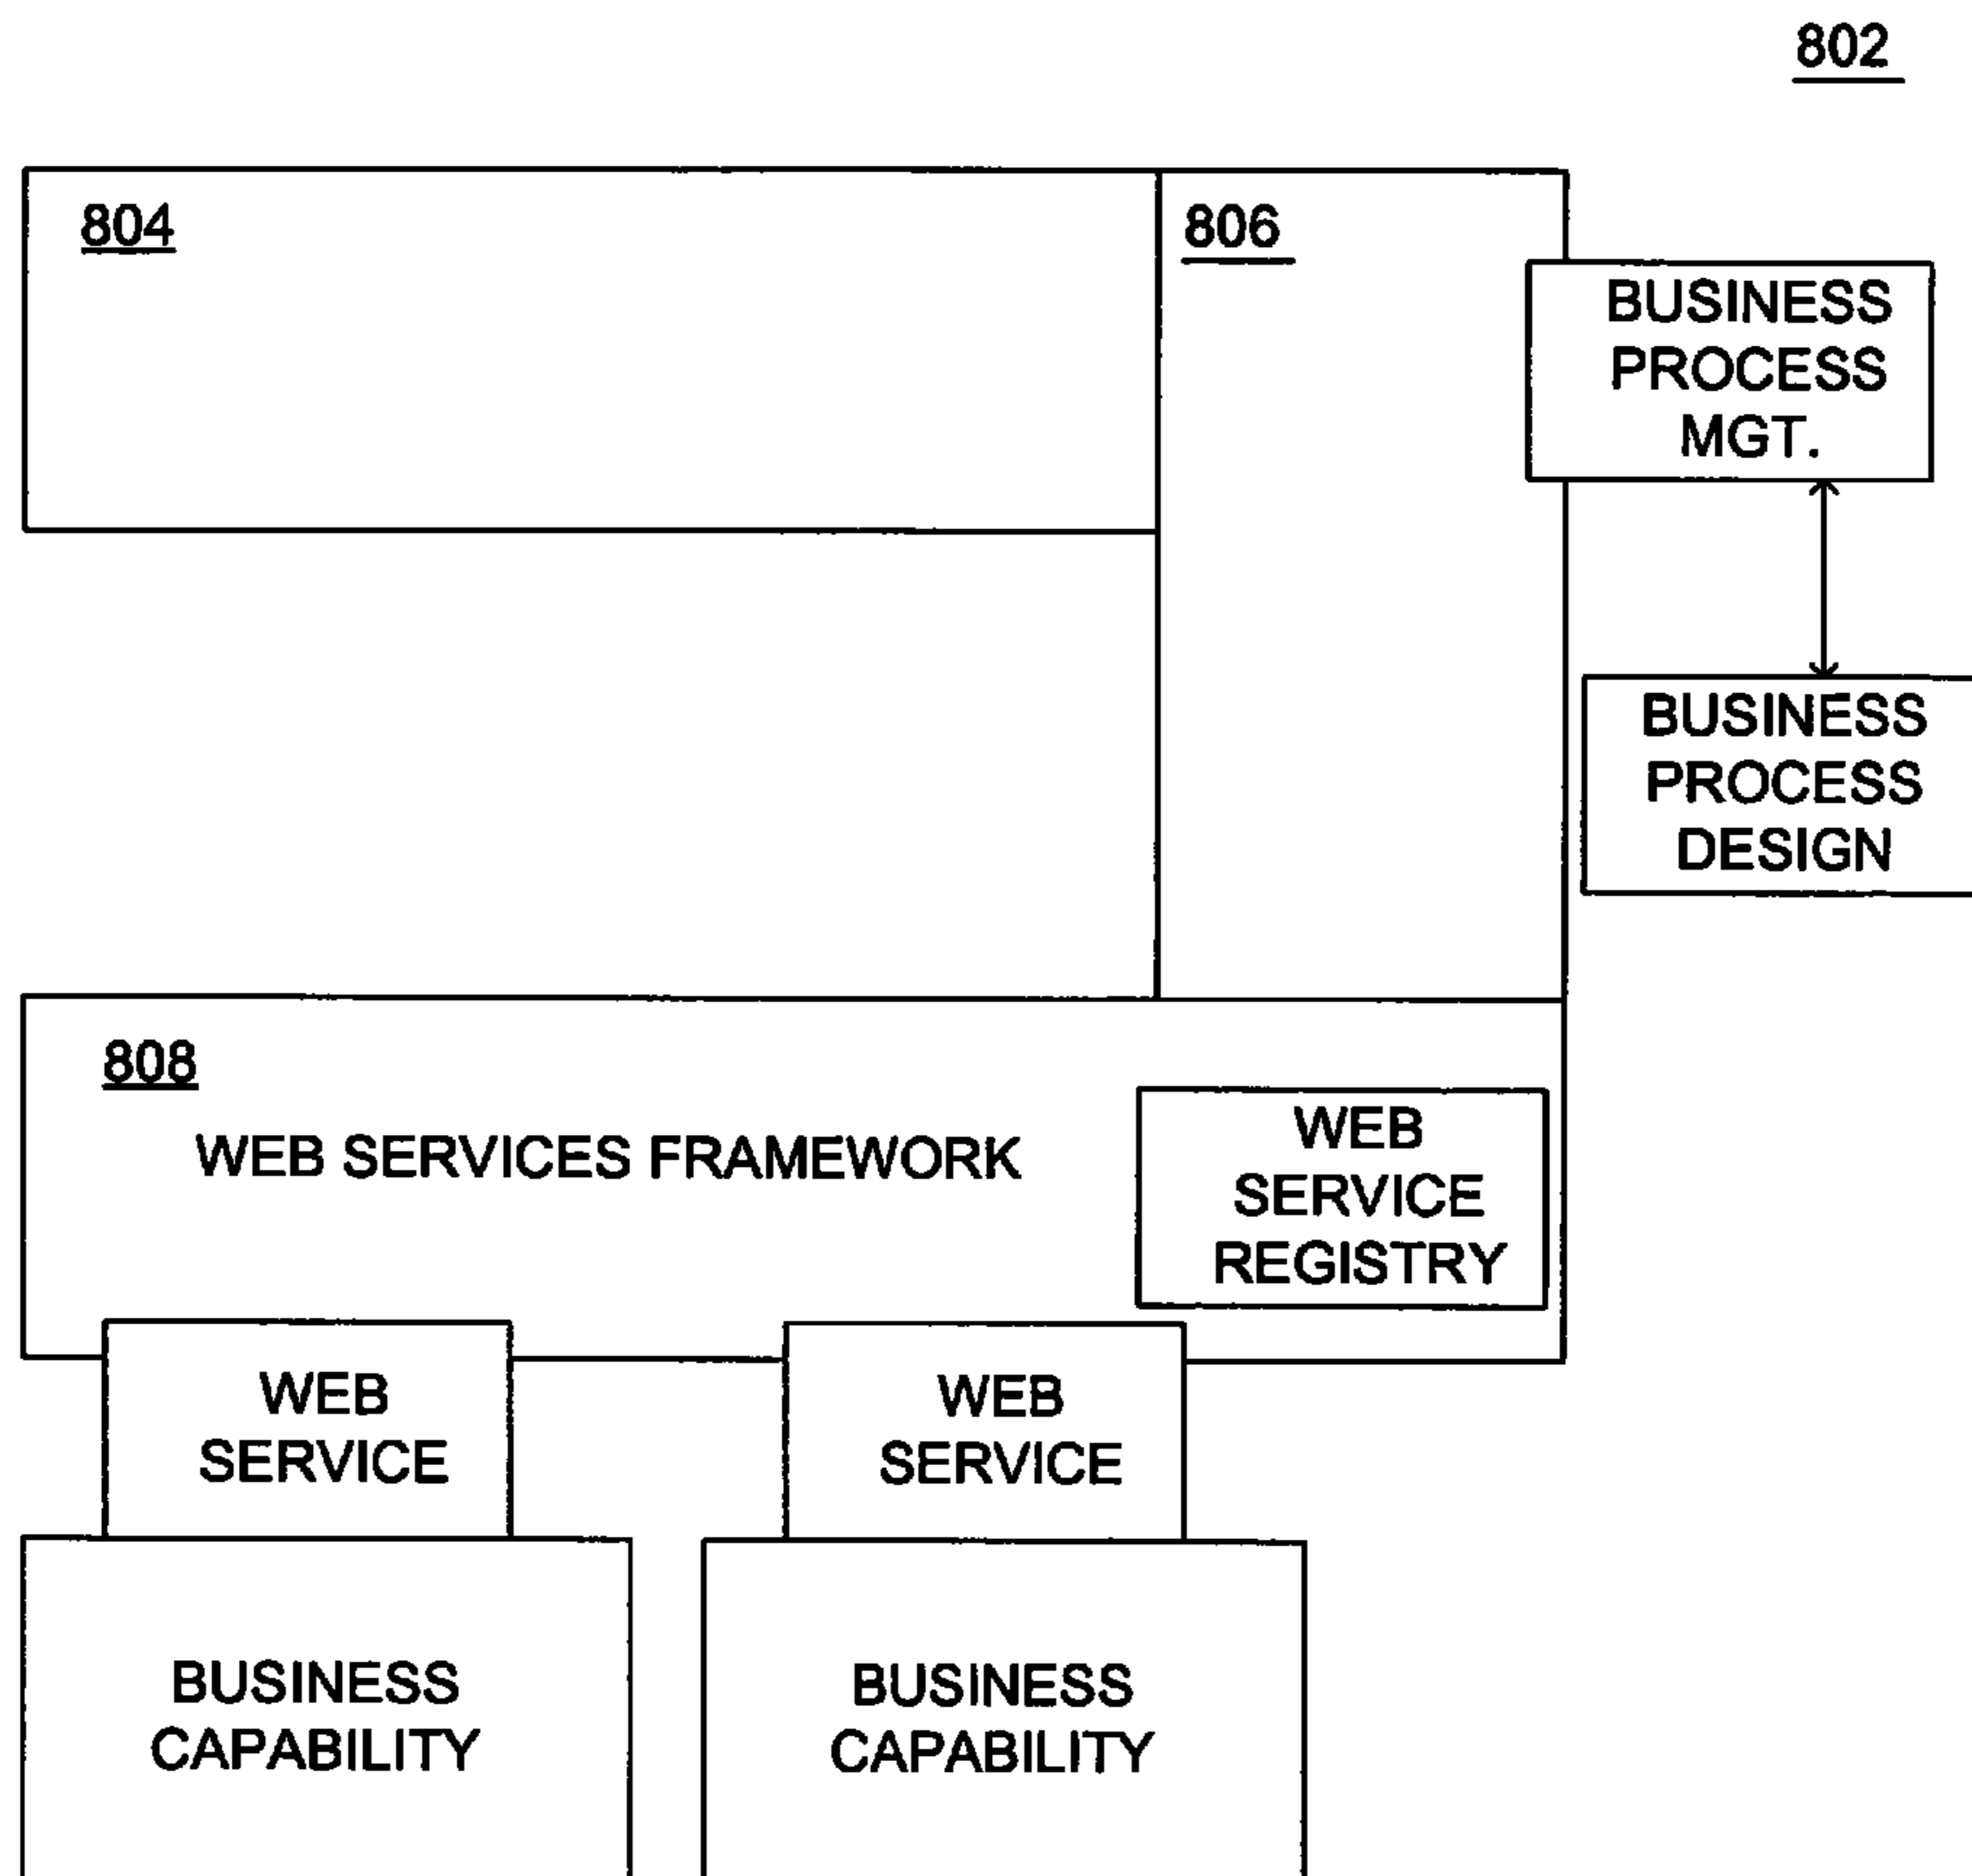 802
804
806
BUSINESS
PROCESS
MGT.
BUSINESS
PROCESS
DESIGN
808
WEB SERVICES FRAMEWORK
WEB
SERVICE
REGISTRY
WEB
SERVICE
WEB
SERVICE
BUSINESS
CAPABILITY
BUSINESS
CAPABILITY